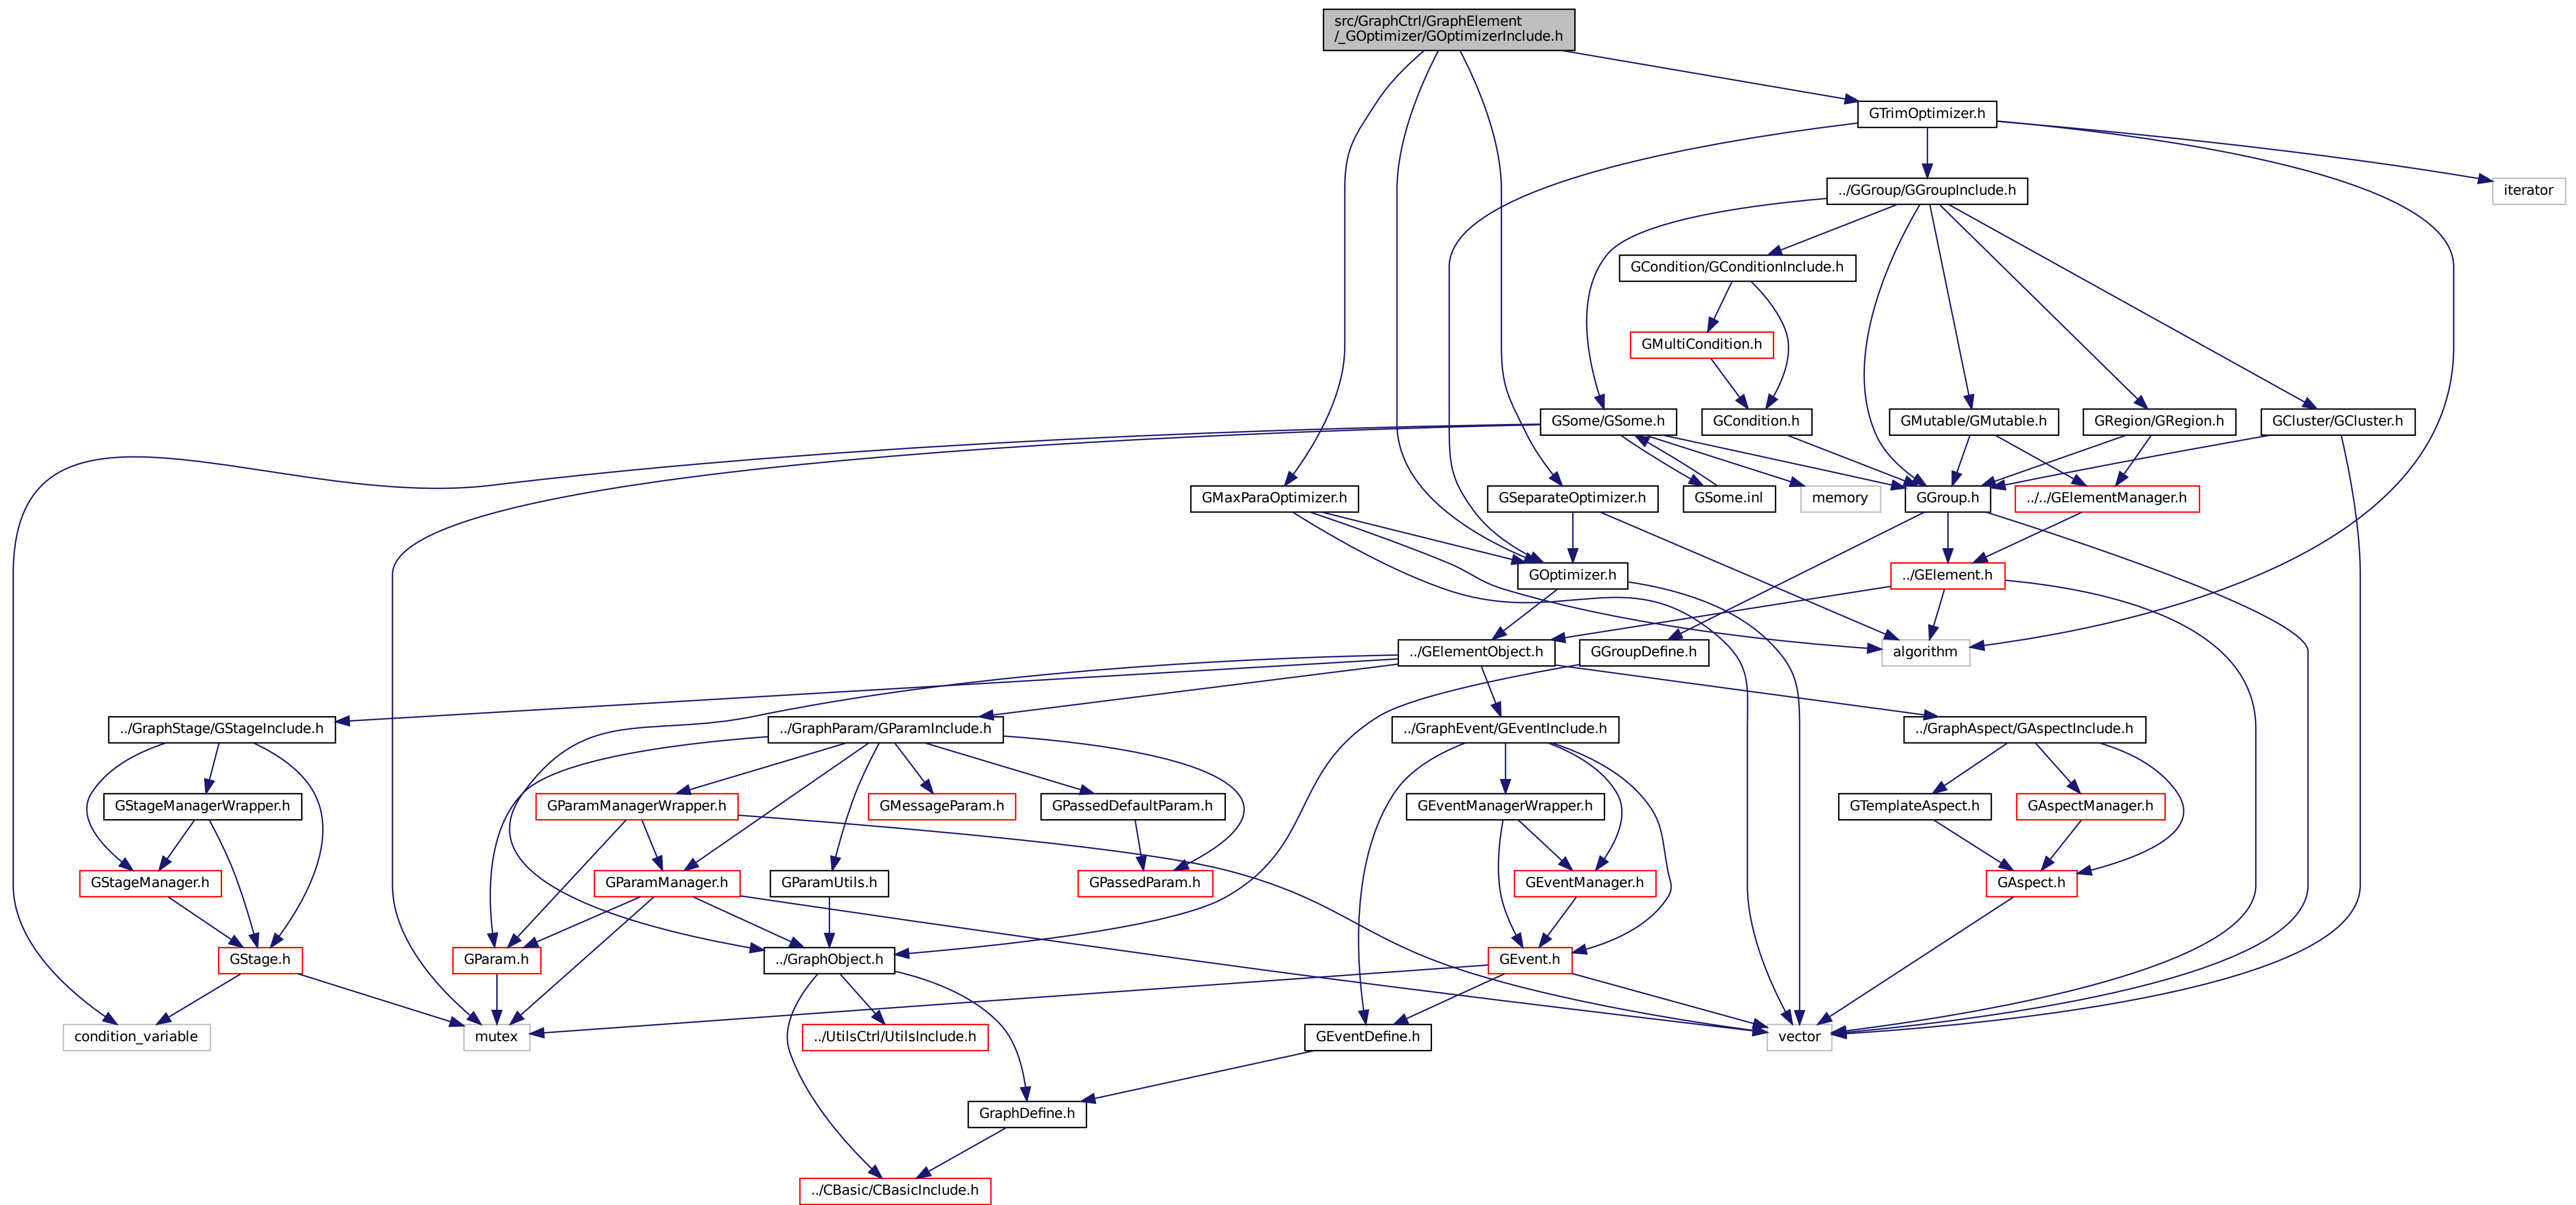 src/GraphCtrl/GraphElement
/_GOptimizer/GOptimizerInclude.h
GTrimOptimizer.h
../GGroup/GGroupInclude.h
iterator
GCondition/GConditionInclude.h
GMultiCondition.h
GSome/GSome.h
GCondition.h
GMutable/GMutable.h
GRegion/GRegion.h
GCluster/GCluster.h
GMaxParaOptimizer.h
GSeparateOptimizer.h
GSome.inl
memory
GGroup.h
../../GElementManager.h
GOptimizer.h
../GElement.h
../GElementObject.h
GGroupDefine.h
algorithm
../GraphStage/GStageInclude.h
../GraphParam/GParamInclude.h
../GraphEvent/GEventInclude.h
../GraphAspect/GAspectInclude.h
GStageManagerWrapper.h
GParamManagerWrapper.h
GMessageParam.h
GPassedDefaultParam.h
GEventManagerWrapper.h
GTemplateAspect.h
GAspectManager.h
GStageManager.h
GParamManager.h
GParamUtils.h
GPassedParam.h
GEventManager.h
GAspect.h
GStage.h
GParam.h
../GraphObject.h
GEvent.h
condition_variable
mutex
../UtilsCtrl/UtilsInclude.h
GEventDefine.h
vector
GraphDefine.h
../CBasic/CBasicInclude.h